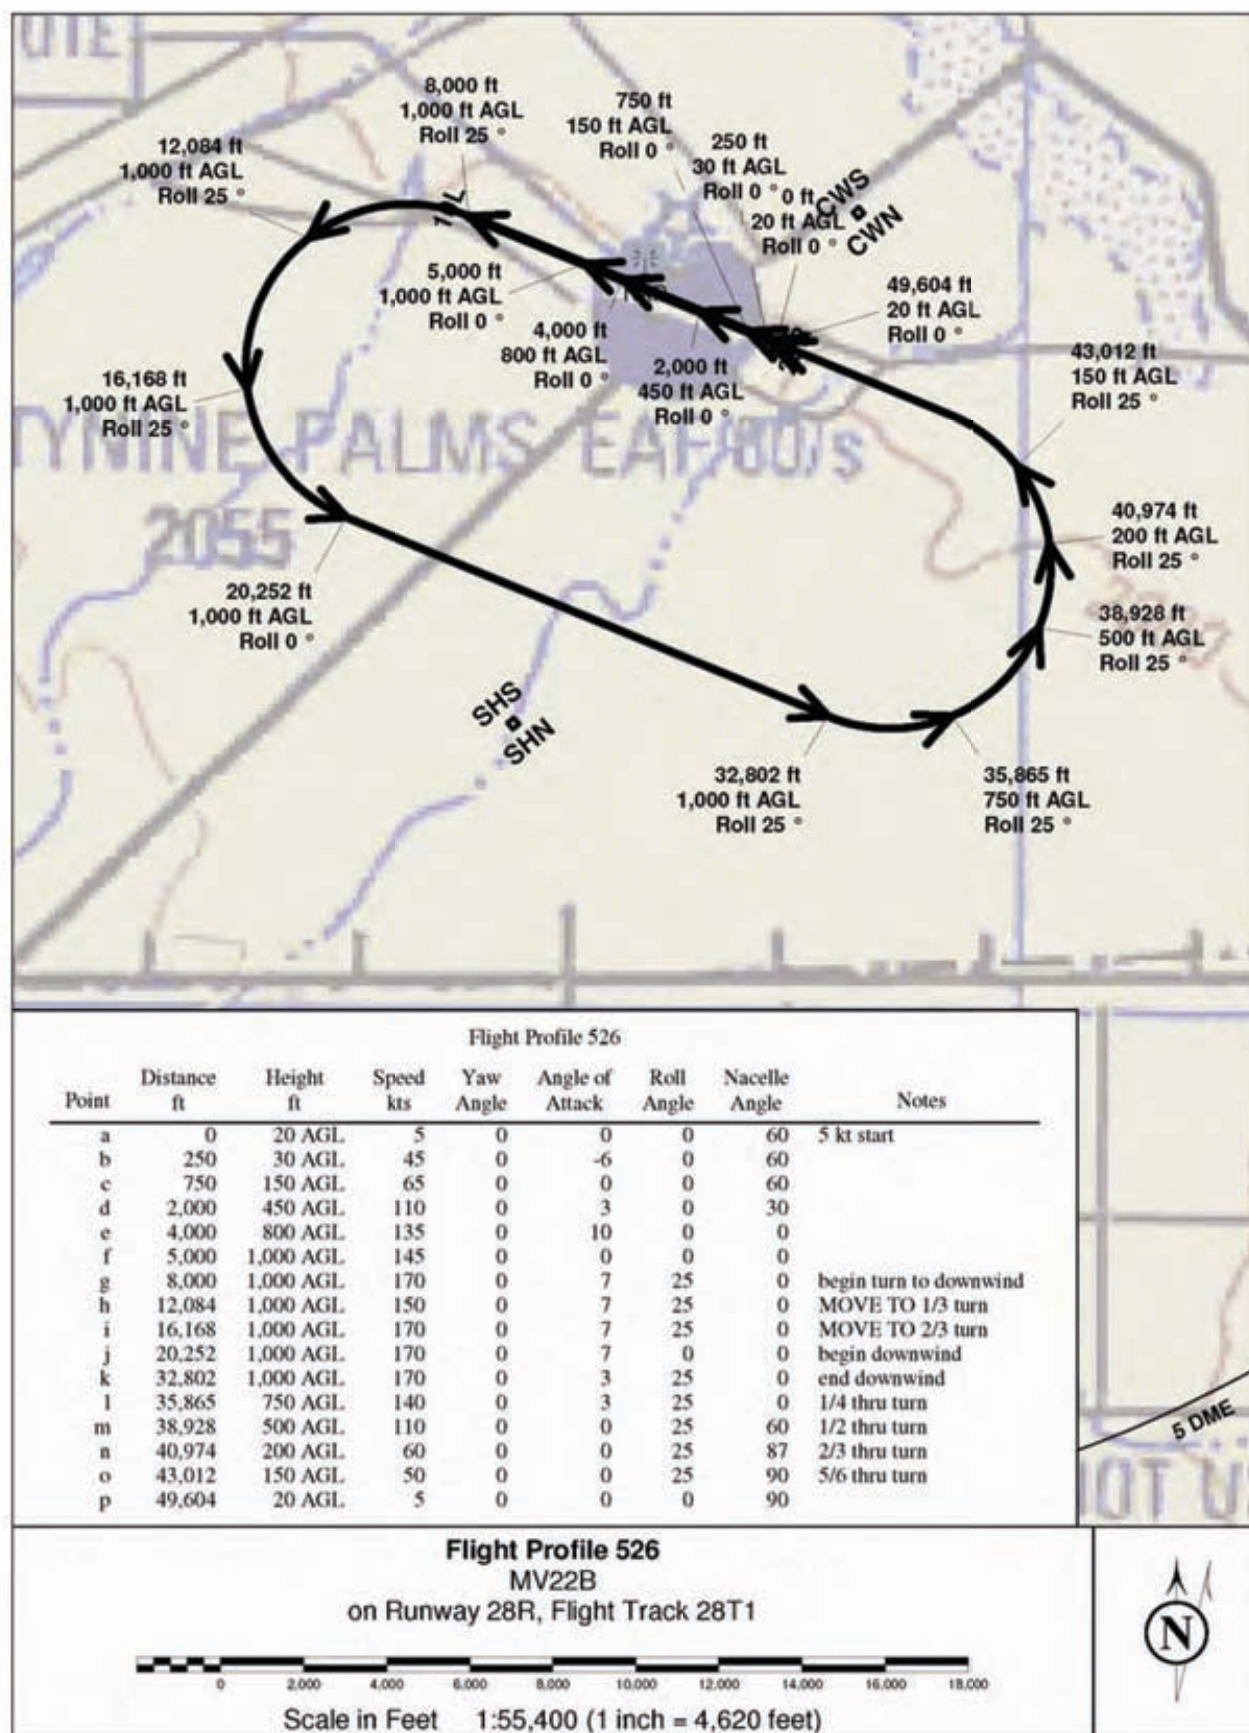 UTE
8,000 ft
1,000 ft AGL
Roll 25 °
750 ft
150 ft AGL
Roll 0 °
250 ft
30 ft AGL
Roll 0 °
0 ft
20 ft AGL
Roll 0 °
CWS
CWN
12,084 ft
1,000 ft AGL
Roll 25 °
5,000 ft
1,000 ft AGL
Roll 0 °
4,000 ft
800 ft AGL
Roll 0 °
2,000 ft
450 ft AGL
Roll 0 °
49,604 ft
20 ft AGL
Roll 0 °
43,012 ft
150 ft AGL
Roll 25 °
16,168 ft
1,000 ft AGL
Roll 25 °
TYNINE PALMS EAF
2055
40,974 ft
200 ft AGL
Roll 25 °
20,252 ft
1,000 ft AGL
Roll 0 °
38,928 ft
500 ft AGL
Roll 25 °
SHS
SHN
32,802 ft
1,000 ft AGL
Roll 25 °
35,865 ft
750 ft AGL
Roll 25 °
Flight Profile 526
Point Distance ft Height ft Speed kts Yaw Angle Angle of Attack Roll Angle Nacelle Angle Notes
a 0 20 AGL 5 0 0 0 60 5 kt start
b 250 30 AGL 45 0 -6 0 60
c 750 150 AGL 65 0 0 0 60
d 2,000 450 AGL 110 0 3 0 30
e 4,000 800 AGL 135 0 10 0 0
f 5,000 1,000 AGL 145 0 0 0 0
g 8,000 1,000 AGL 170 0 7 25 0 begin turn to downwind
h 12,084 1,000 AGL 150 0 7 25 0 MOVE TO 1/3 turn
i 16,168 1,000 AGL 170 0 7 25 0 MOVE TO 2/3 turn
j 20,252 1,000 AGL 170 0 7 0 0 begin downwind
k 32,802 1,000 AGL 170 0 3 25 0 end downwind
l 35,865 750 AGL 140 0 3 25 0 1/4 thru turn
m 38,928 500 AGL 110 0 0 25 60 1/2 thru turn
n 40,974 200 AGL 60 0 0 25 87 2/3 thru turn
o 43,012 150 AGL 50 0 0 25 90 5/6 thru turn
p 49,604 20 AGL 5 0 0 0 90
5 DME
Flight Profile 526
MV22B
on Runway 28R, Flight Track 28T1
N
0 2,000 4,000 6,000 8,000 10,000 12,000 14,000 16,000 18,000
Scale in Feet 1:55,400 (1 inch = 4,620 feet)